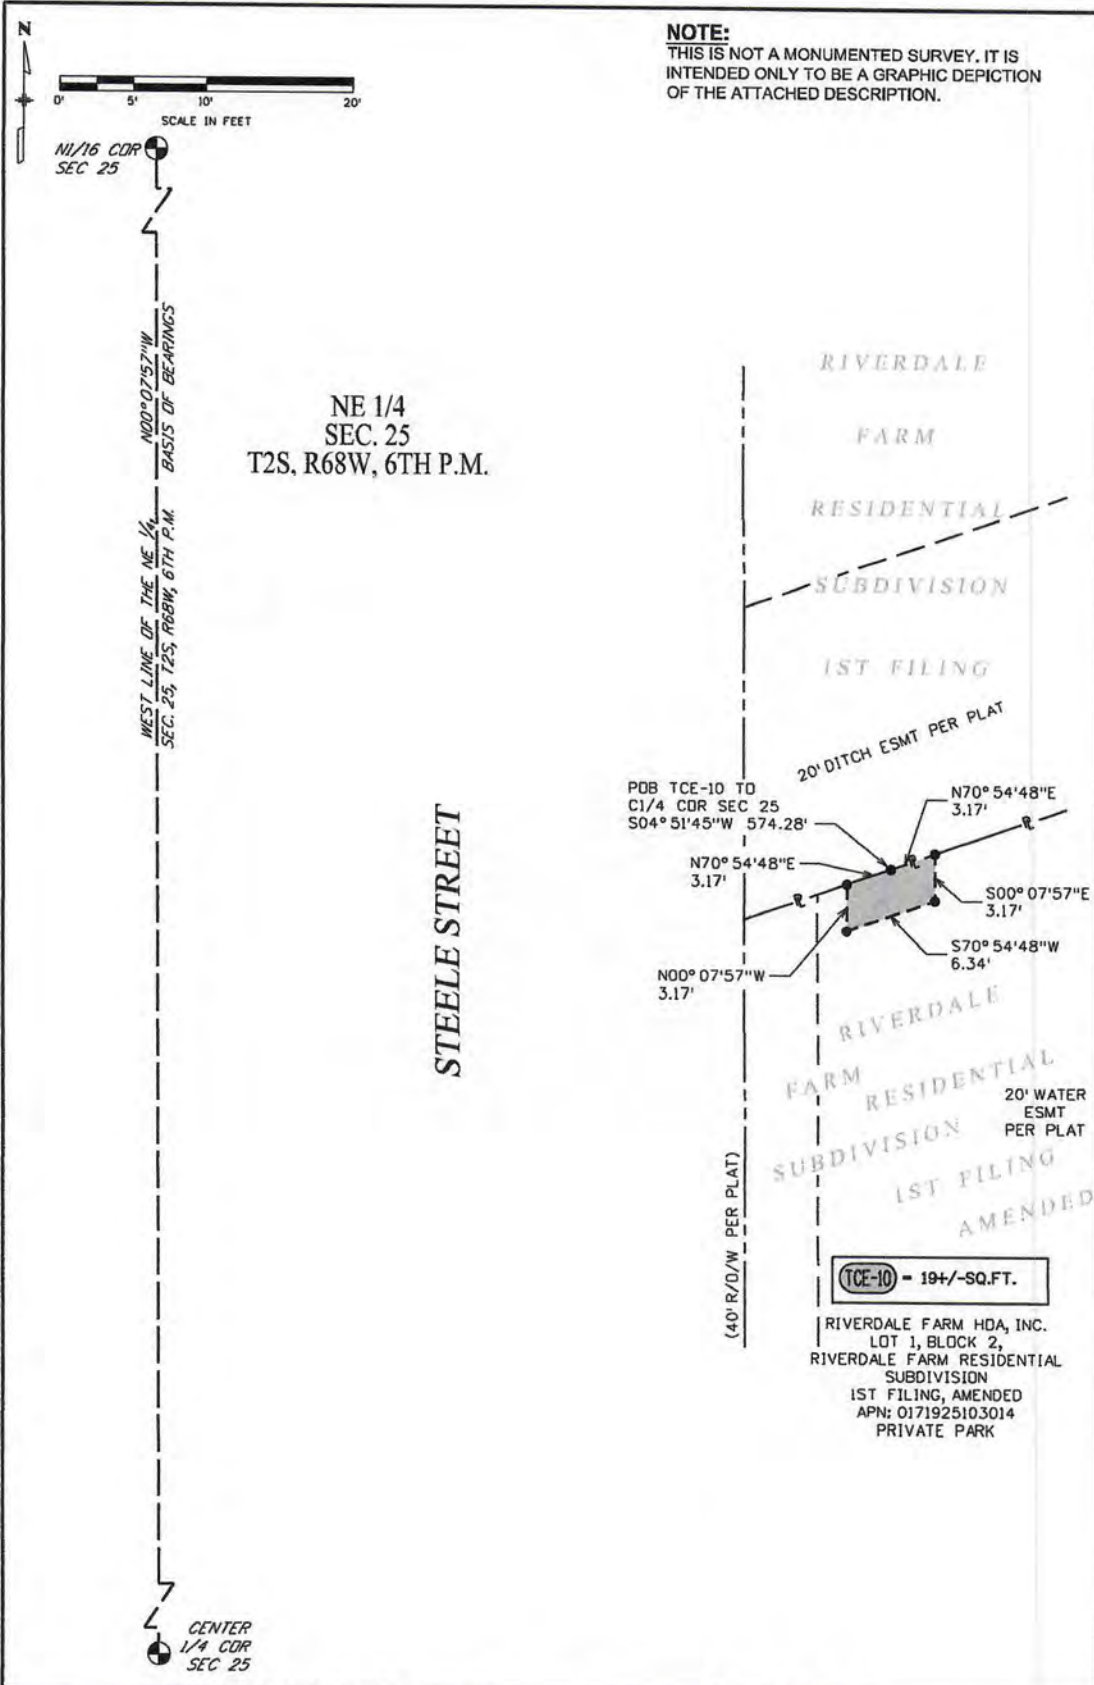 N
NOTE:
THIS IS NOT A MONUMENTED SURVEY. IT IS
INTENDED ONLY TO BE A GRAPHIC DEPICTION
OF THE ATTACHED DESCRIPTION.
0' 5' 10' 20'
SCALE IN FEET
N1/16 COR
SEC 25
WEST LINE OF THE NE 1/4, N00°07'57"W
SEC. 25, T2S, R68W, 6TH P.M. BASIS OF BEARINGS
NE 1/4
SEC. 25
T2S, R68W, 6TH P.M.
RIVERDALE
FARM
RESIDENTIAL
SUBDIVISION
1ST FILING
20' DITCH ESMT PER PLAT
POB TCE-10 TO
C1/4 COR SEC 25
S04°51'45"W 574.28'
N70°54'48"E
3.17'
N70°54'48"E
3.17'
S00°07'57"E
3.17'
S70°54'48"W
6.34'
N00°07'57"W
3.17'
STEELE STREET
RIVERDALE
FARM
RESIDENTIAL
SUBDIVISION
1ST FILING
AMENDED
20' WATER
ESMT
PER PLAT
(40' R/O/W PER PLAT)
TCE-10 = 19+/-SQ.FT.
RIVERDALE FARM HOA, INC.
LOT 1, BLOCK 2,
RIVERDALE FARM RESIDENTIAL
SUBDIVISION
1ST FILING, AMENDED
APN: 0171925103014
PRIVATE PARK
CENTER
1/4 COR
SEC 25